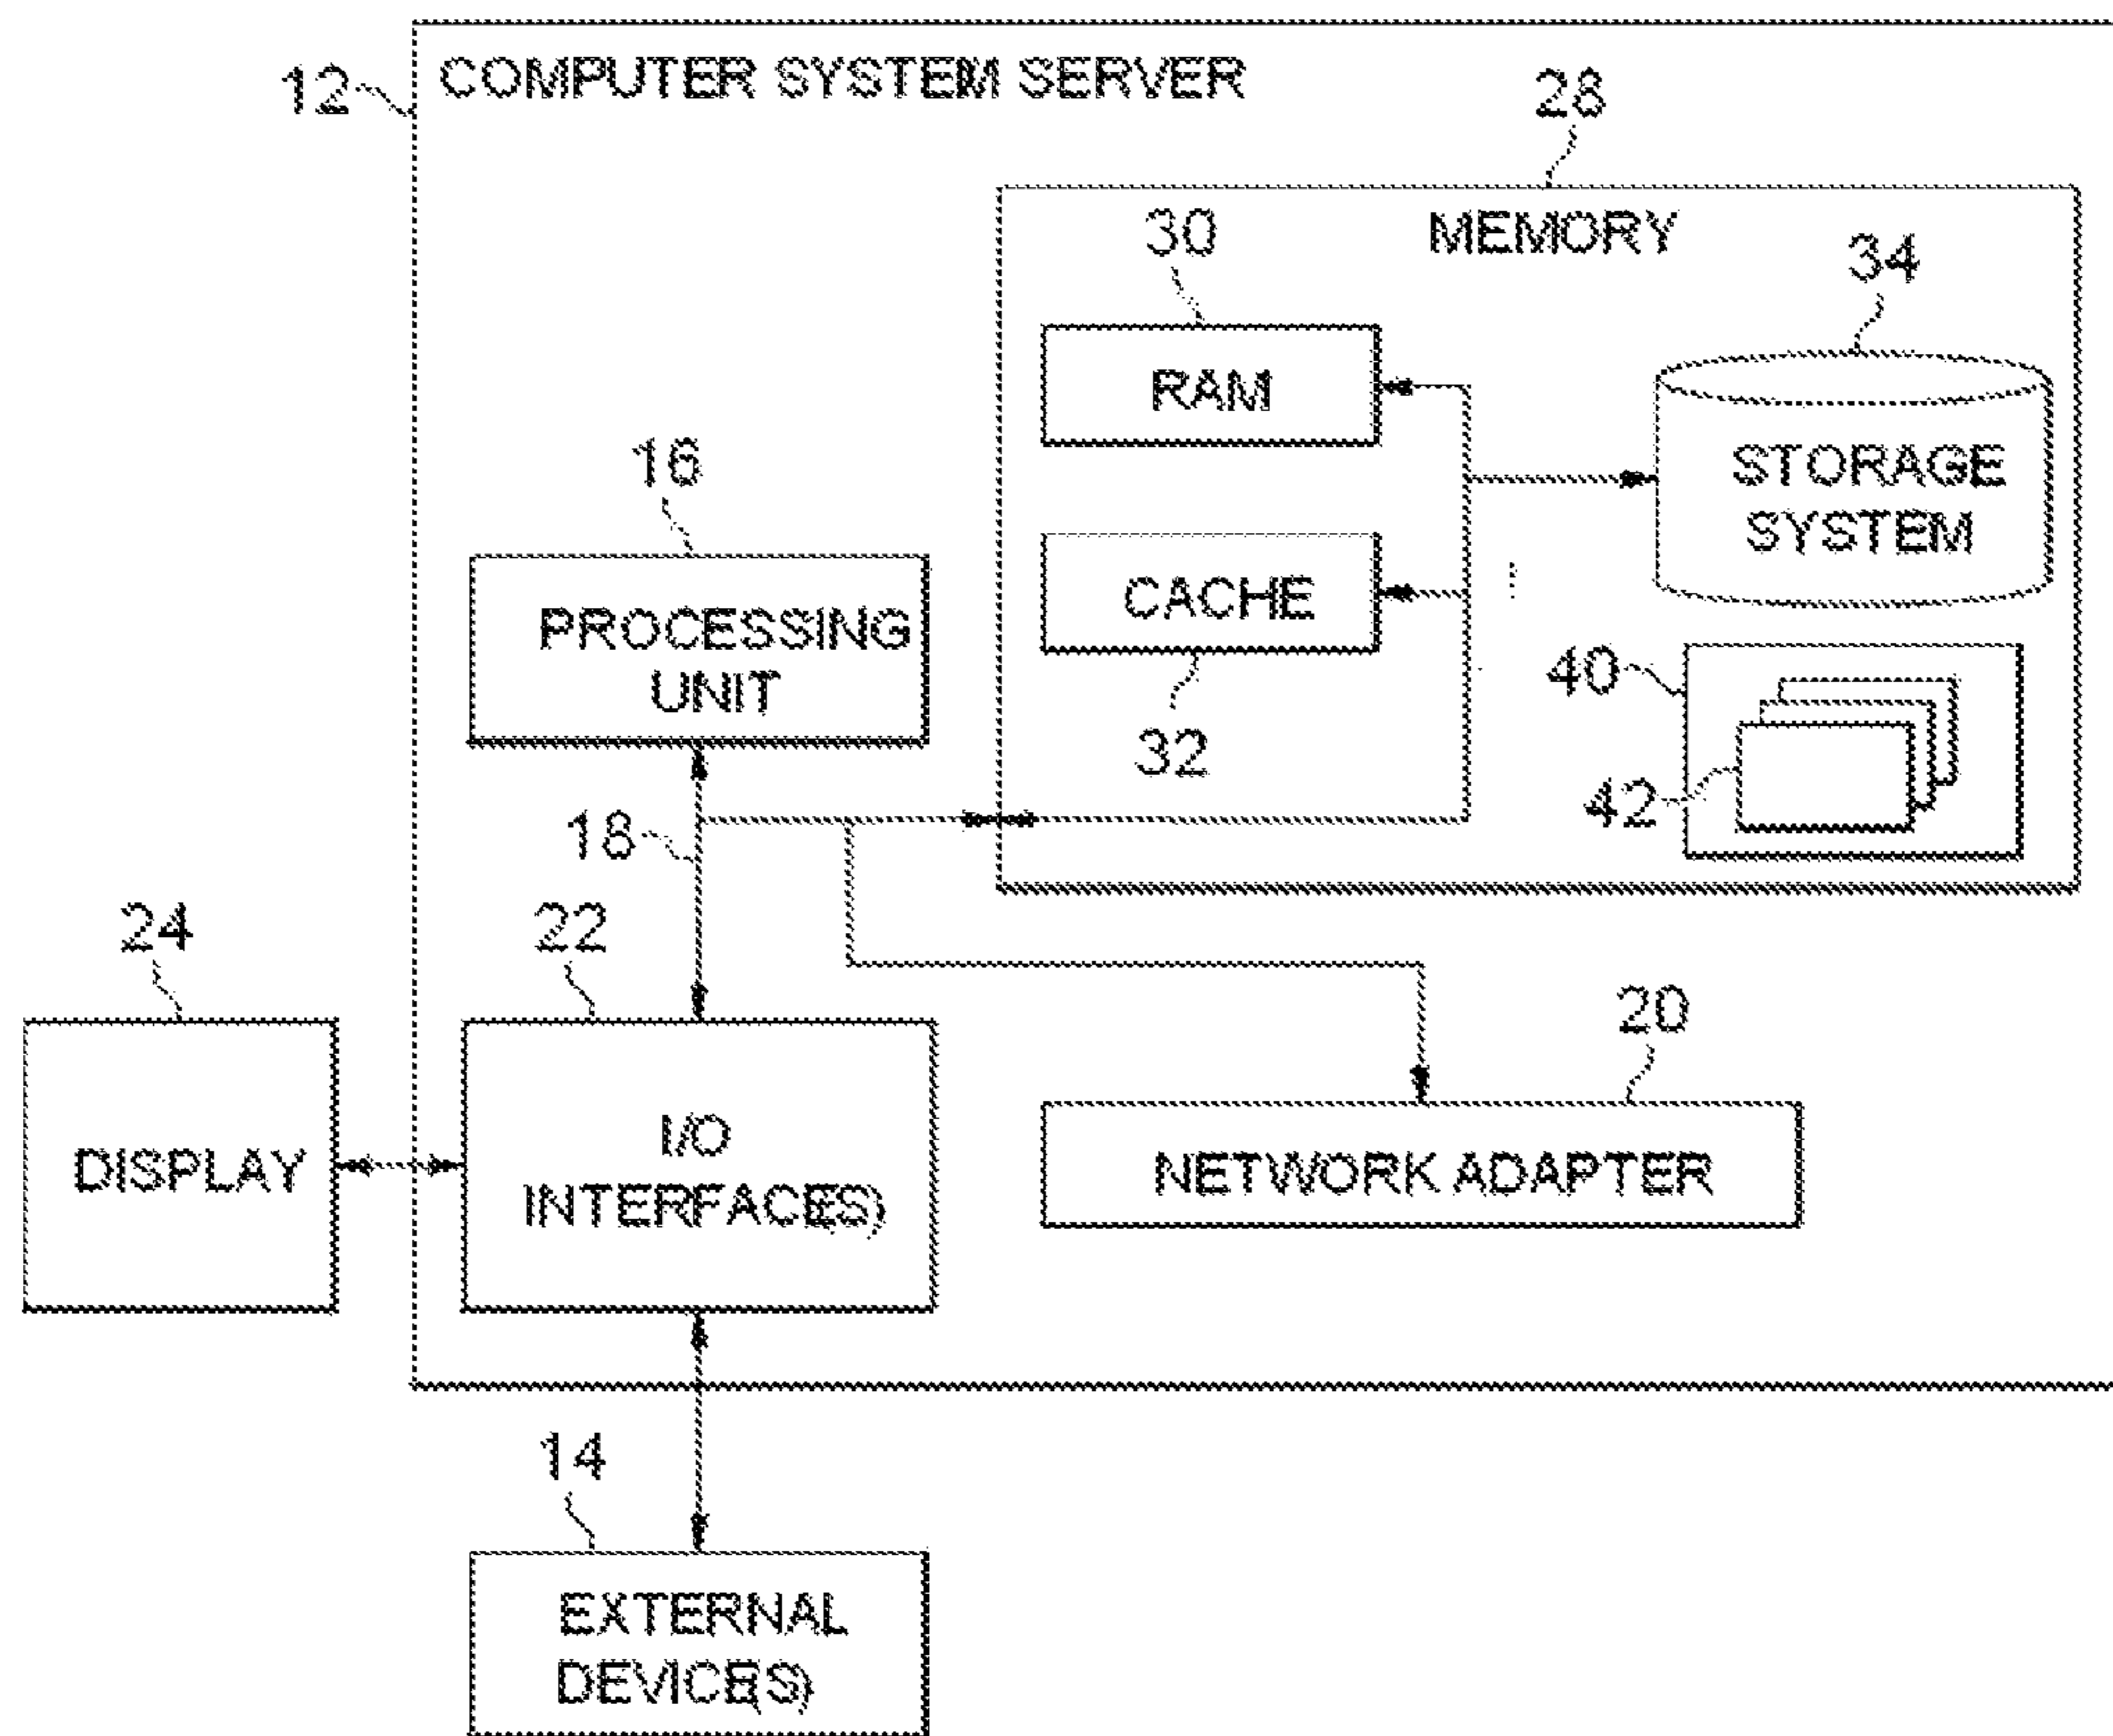 12
COMPUTER SYSTEM SERVER
28
MEMORY
30
34
RAM
STORAGE
SYSTEM
16
CACHE
PROCESSING
UNIT
32
40
42
18
24
22
20
DISPLAY
I/O
INTERFACE(S)
NETWORK ADAPTER
14
EXTERNAL
DEVICE(S)